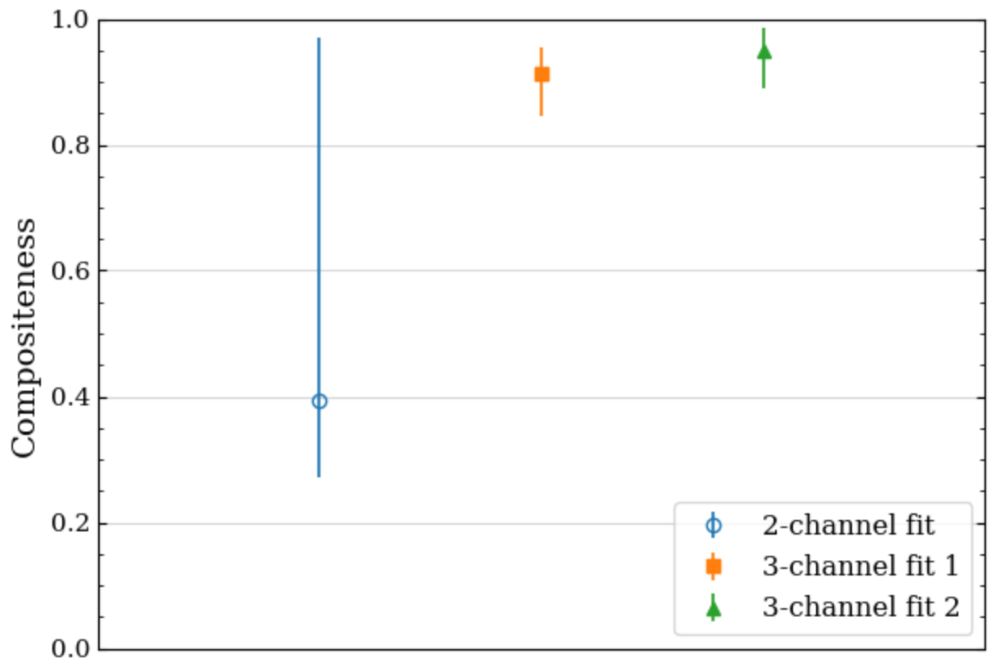 Compositeness
1.0
0.8
0.6
0.4
0.2
0.0
2-channel fit
3-channel fit 1
3-channel fit 2